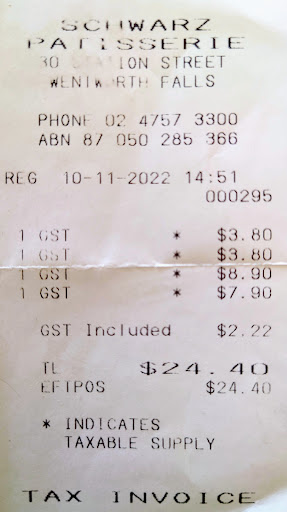 SCHWARZ
PATISSERIE
30 STATION STREET
WENTWORTH FALLS
PHONE 02 4757 3300
ABN 87 050 285 366
REG 10-11-2022 14:51
000295
1 GST * $3.80
1 GST * $3.80
1 GST * $8.90
1 GST * $7.90
GST Included $2.22
TL $24.40
EFTPOS $24.40
* INDICATES
TAXABLE SUPPLY
TAX INVOICE